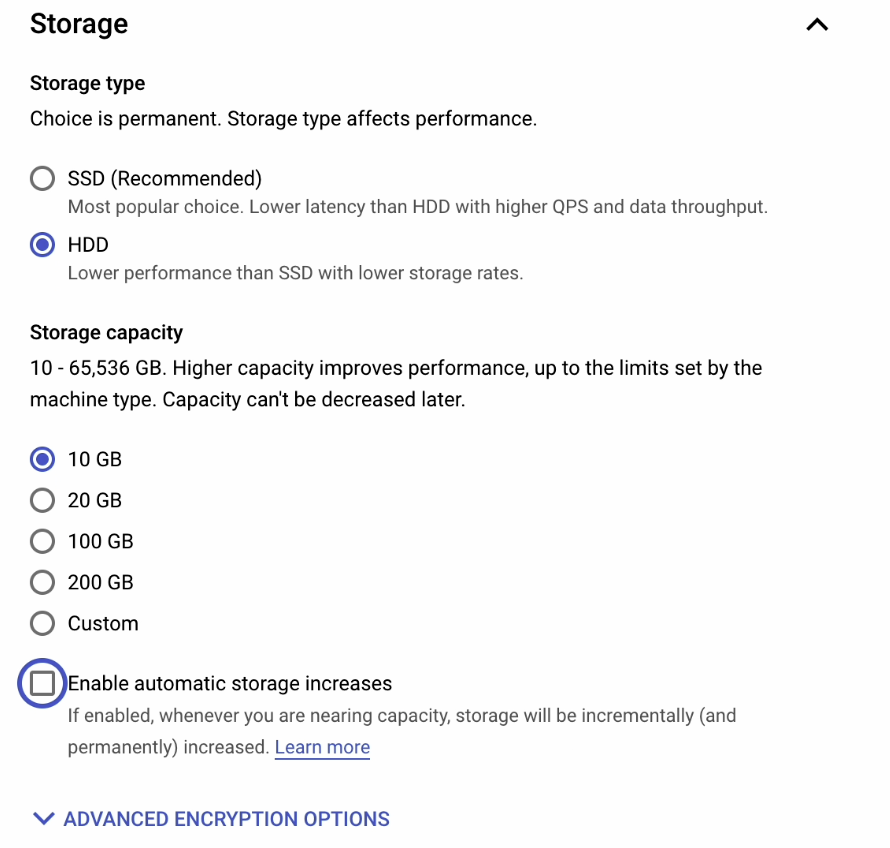 Storage
Storage type
Choice is permanent. Storage type affects performance.
SSD (Recommended)
Most popular choice. Lower latency than HDD with higher QPS and data throughput.
HDD
Lower performance than SSD with lower storage rates.
Storage capacity
10 - 65,536 GB. Higher capacity improves performance, up to the limits set by the
machine type. Capacity can't be decreased later.
10 GB
20 GB
100 GB
200 GB
Custom
Enable automatic storage increases
If enabled, whenever you are nearing capacity, storage will be incrementally (and
permanently) increased. Learn more
ADVANCED ENCRYPTION OPTIONS